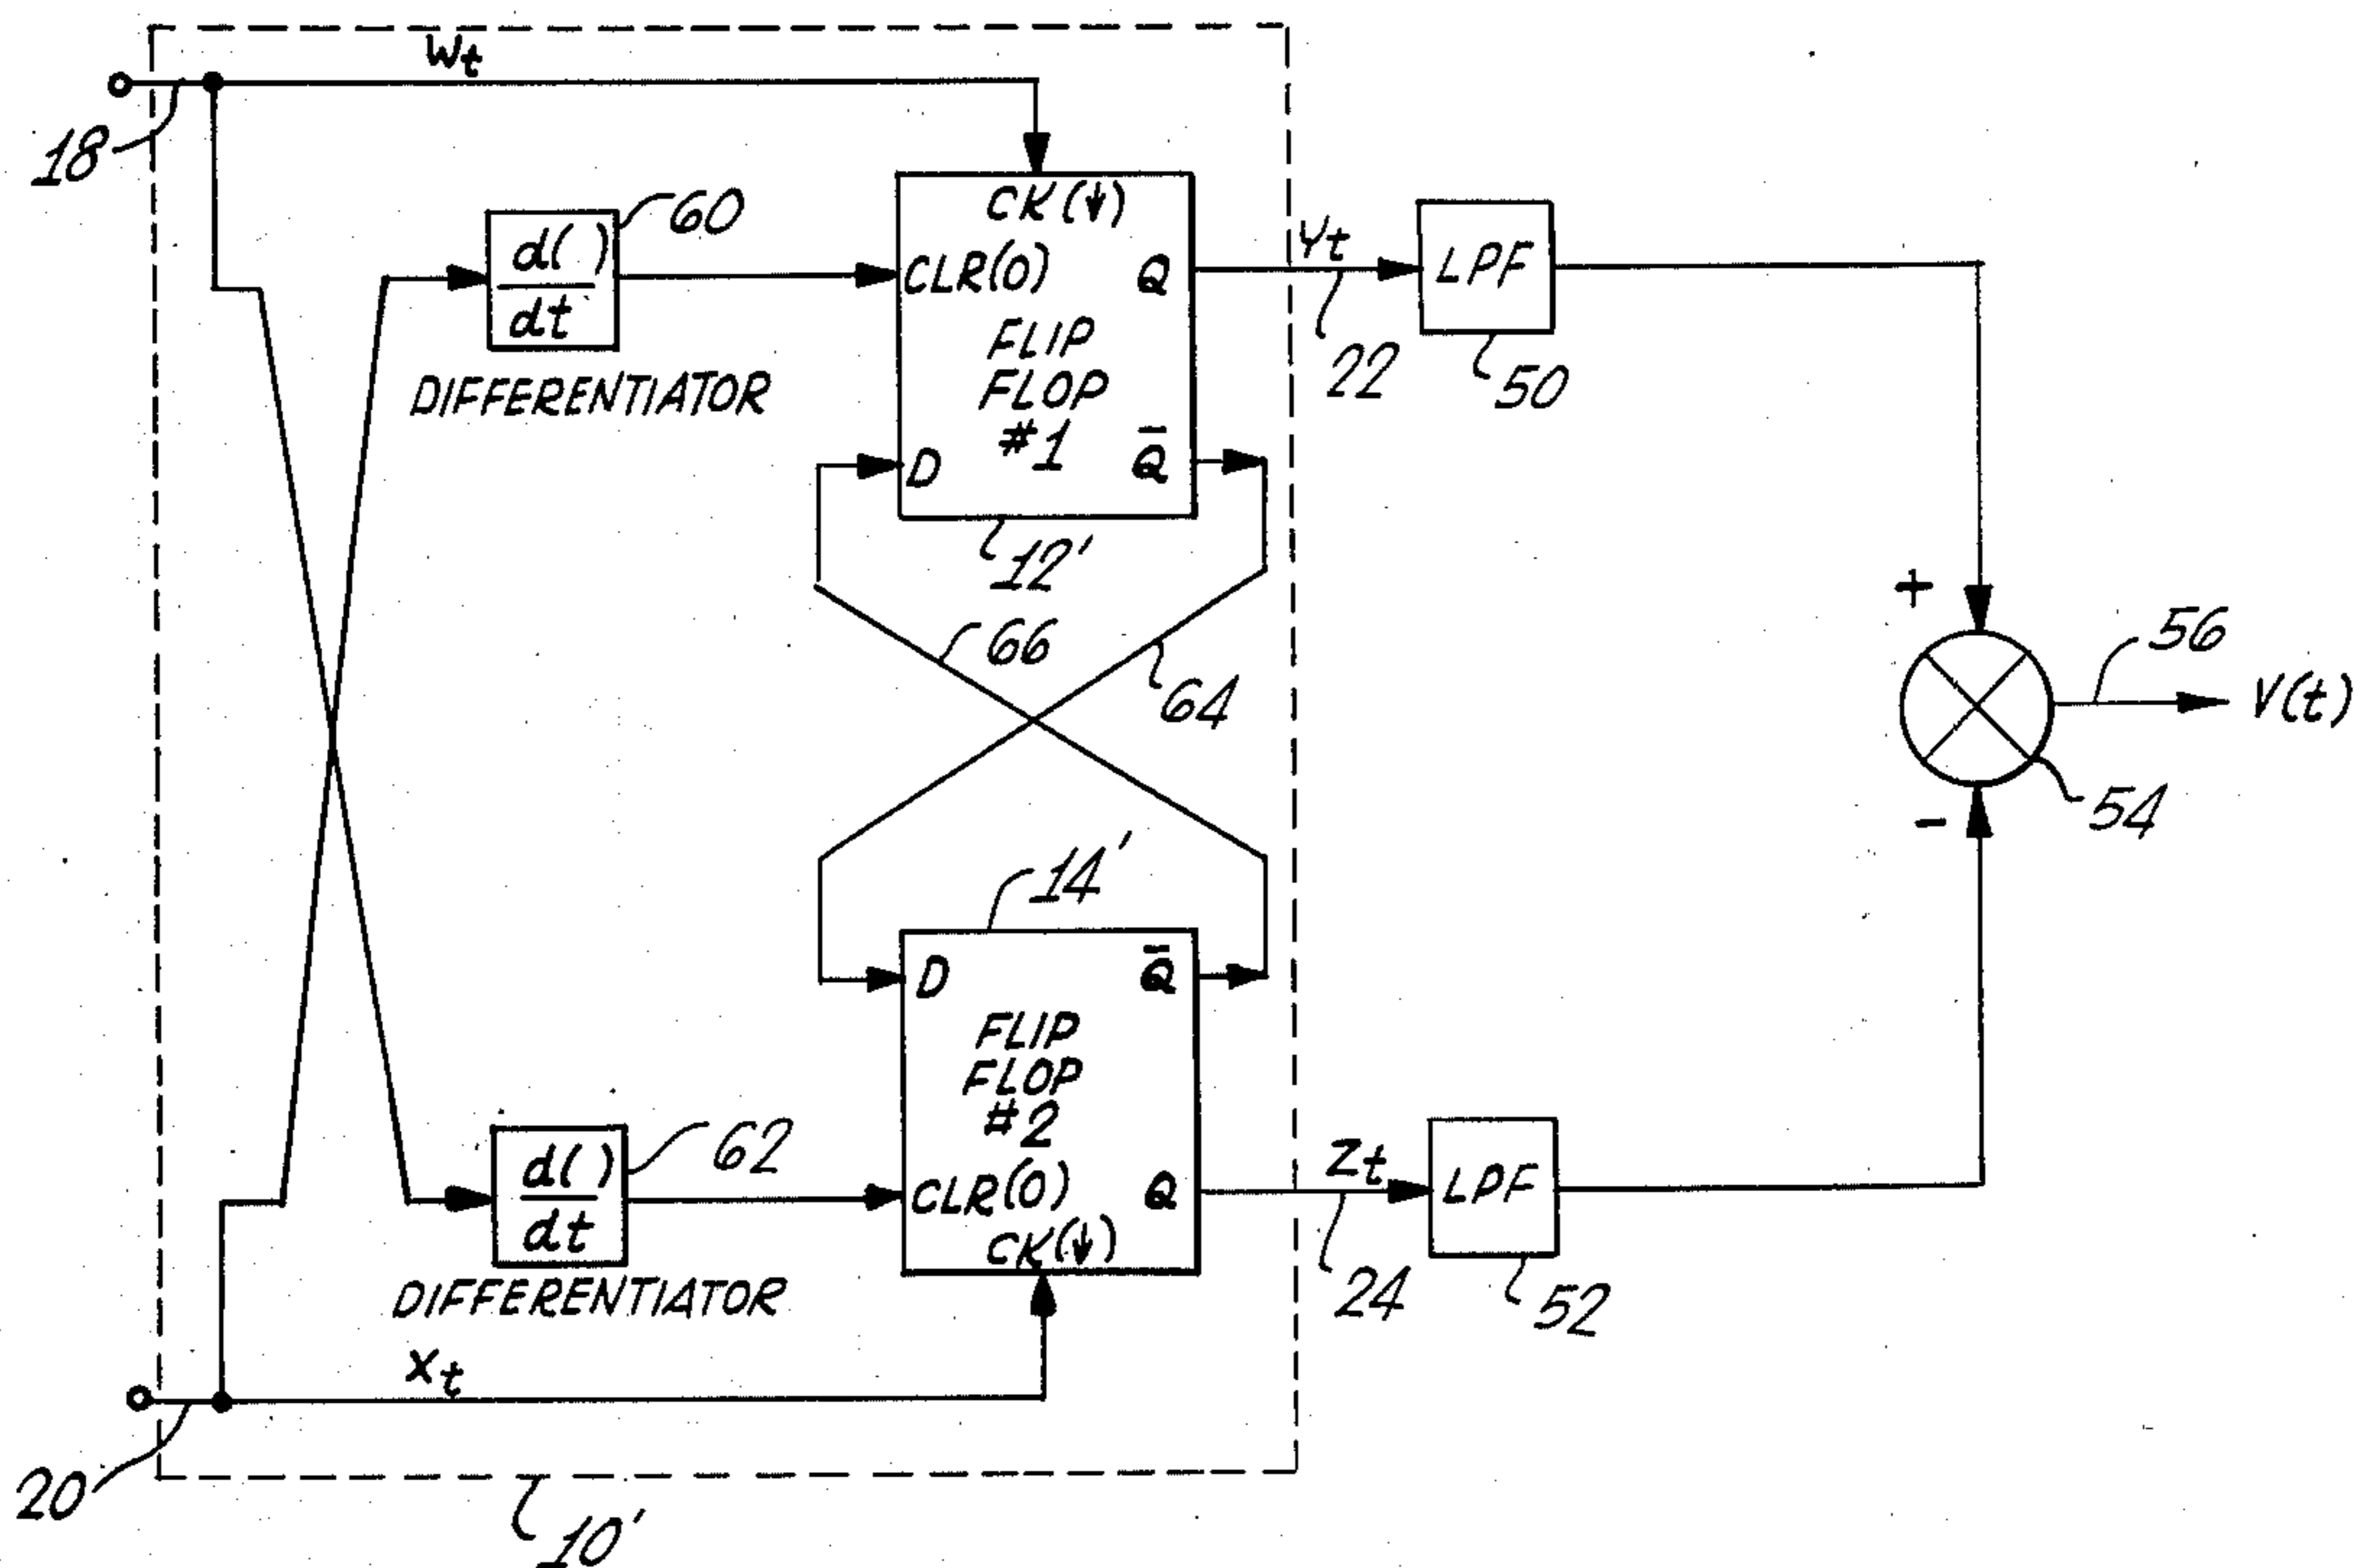 Wt
18
60
d( )
dt
DIFFERENTIATOR
CK(↓)
CLR(0) Q
FLIP
FLOP
#1
D Q̅
12'
Yt
22
LPF
50
66
64
+
56
V(t)
54
-
14'
D Q̅
FLIP
FLOP
#2
CLR(0) Q
CK(↓)
62
d( )
dt
DIFFERENTIATOR
Zt
24
LPF
52
Xt
20
10'